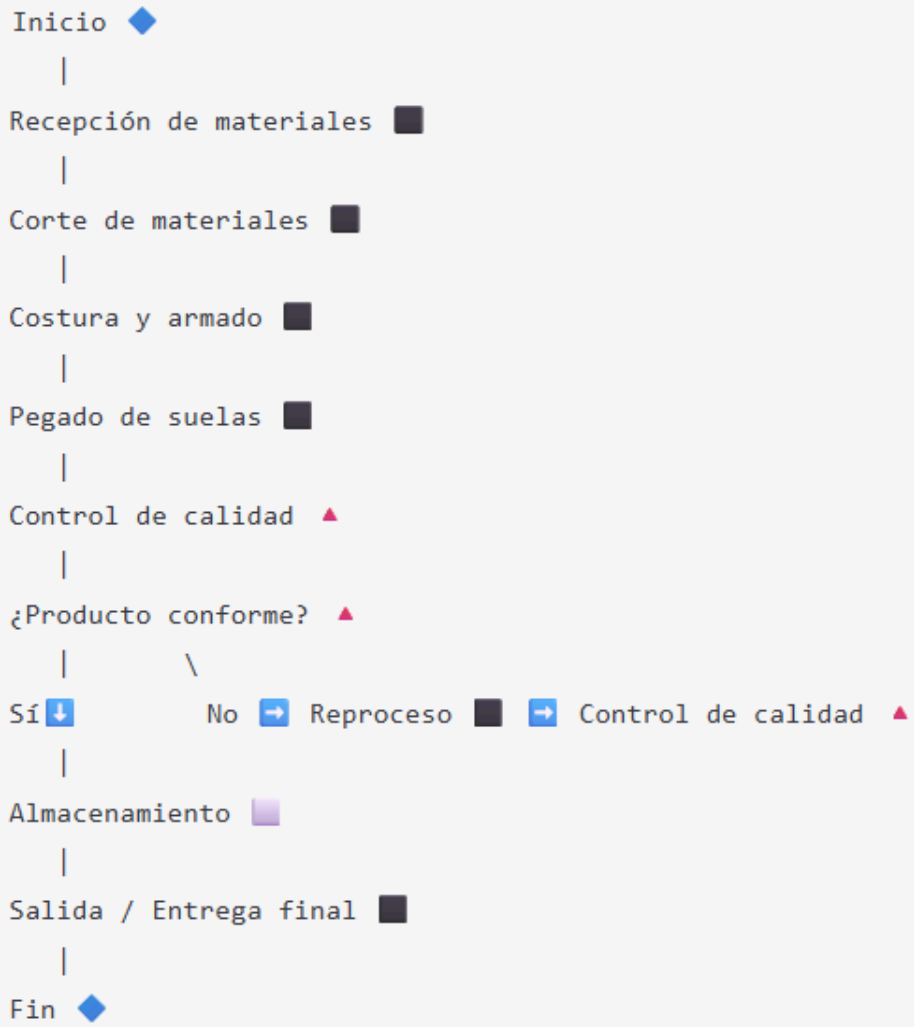 Inicio 🔷
|
Recepción de materiales ⬛
|
Corte de materiales ⬛
|
Costura y armado ⬛
|
Pegado de suelas ⬛
|
Control de calidad 🔺
|
¿Producto conforme? 🔺
| \
Sí⬇️ No ➡️ Reproceso ⬛ ➡️ Control de calidad 🔺
|
Almacenamiento ⬜
|
Salida / Entrega final ⬛
|
Fin 🔷